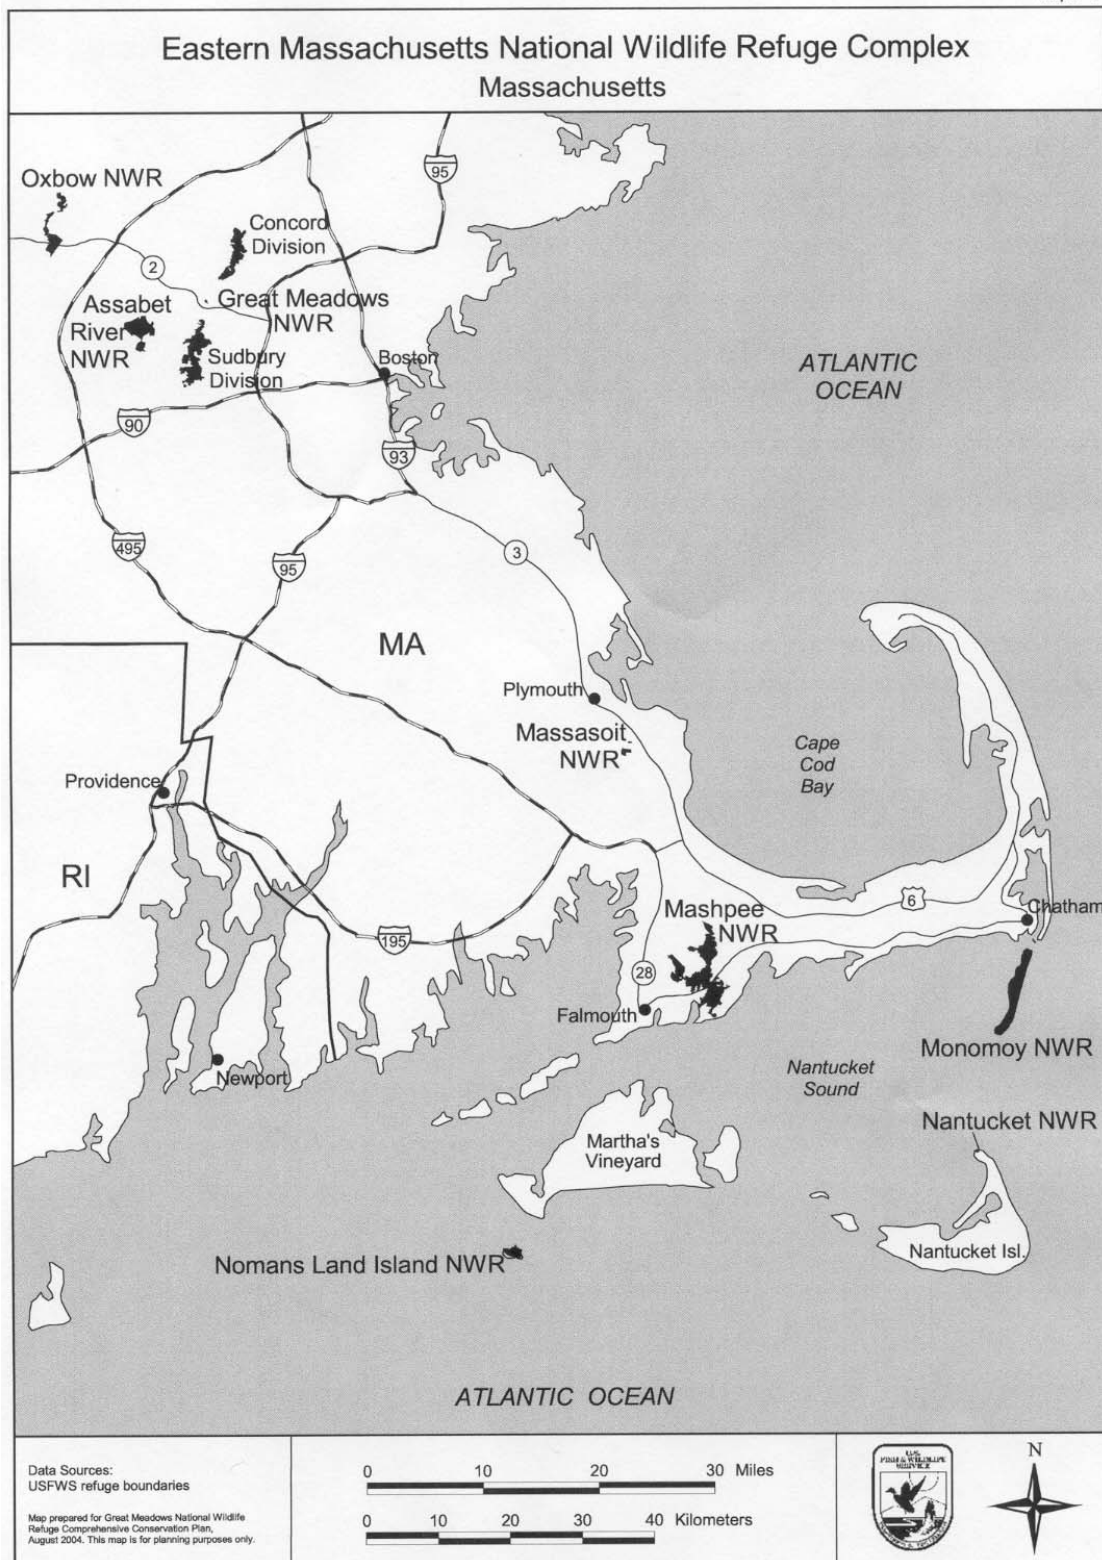 Eastern Massachusetts National Wildlife Refuge Complex
Massachusetts
95
Oxbow NWR
Concord
Division
2
Great Meadows
NWR
Assabet
River
NWR
Sudbury
Division
Boston
ATLANTIC
OCEAN
90
93
495
95
3
MA
Plymouth
Massasoit
NWR
Cape
Cod
Bay
Providence
RI
6
Chatham
Mashpee
NWR
195
28
Falmouth
Monomoy NWR
Newport
Nantucket
Sound
Nantucket NWR
Martha's
Vineyard
Nantucket Isl.
Nomans Land Island NWR
ATLANTIC OCEAN
Data Sources:
USFWS refuge boundaries
Map prepared for Great Meadows National Wildlife
Refuge Comprehensive Conservation Plan,
August 2004. This map is for planning purposes only.
0 10 20 30 Miles
0 10 20 30 40 Kilometers
U.S.
FISH & WILDLIFE
SERVICE
N